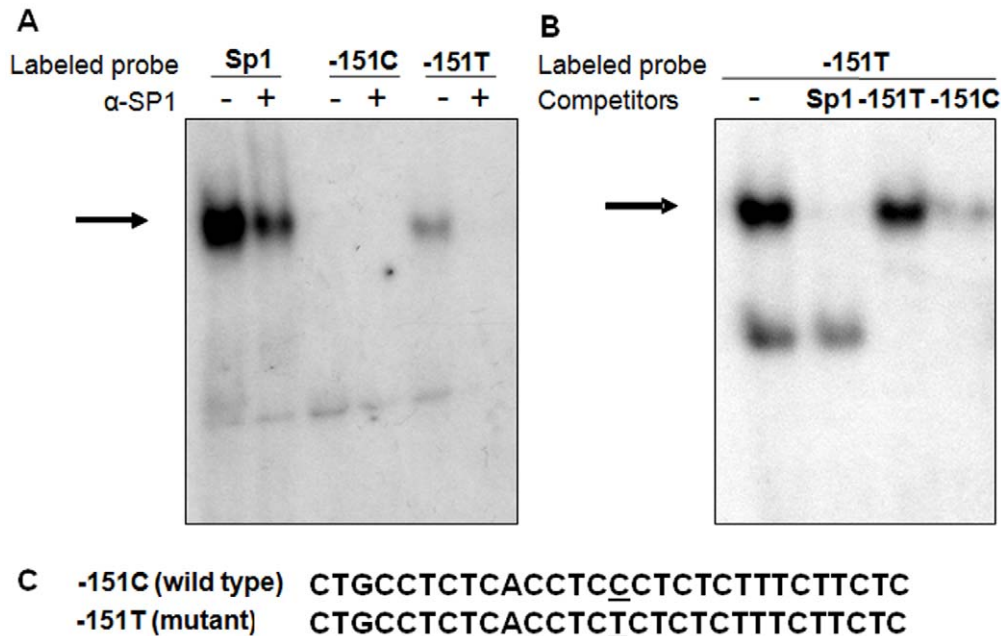 A
Labeled probe Sp1 -151C -151T
α-SP1 - + - + - +
B
Labeled probe -151T
Competitors - Sp1 -151T -151C
C -151C (wild type) CTGCCTCTCACCTCCCTCTCTTTCTTCTC
-151T (mutant) CTGCCTCTCACCTCTCTCTCTTTCTTCTC